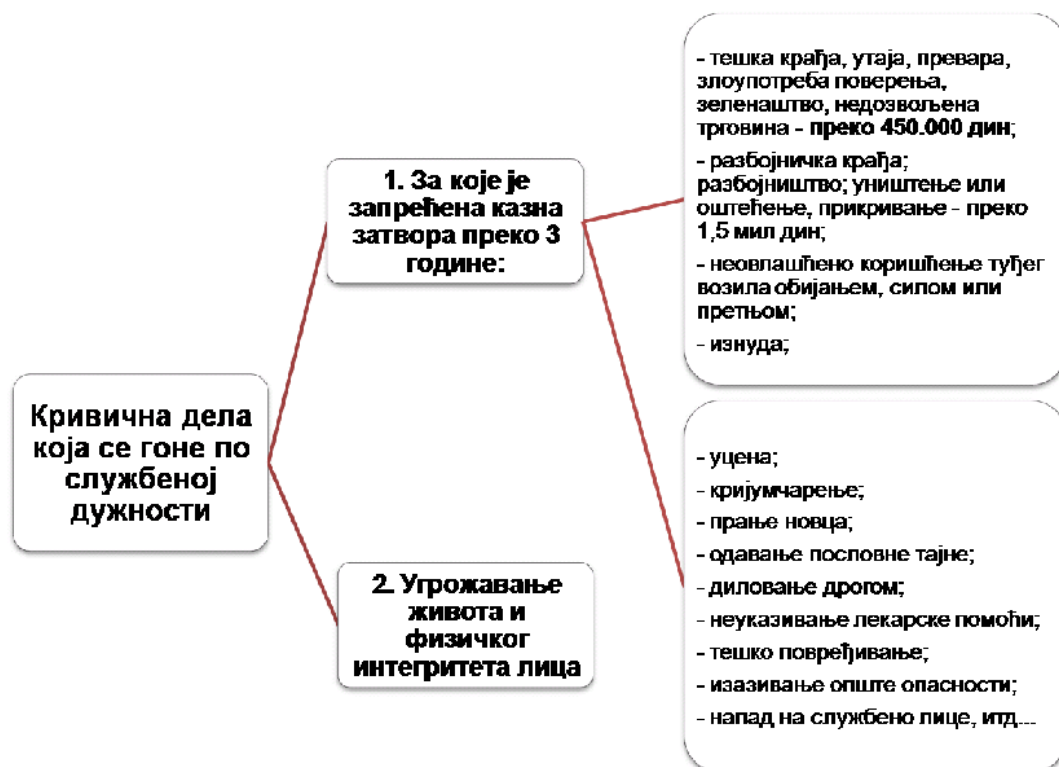 Кривична дела
која се гоне по
службеној
дужности
1. За које је
запрећена казна
затвора преко 3
године:
2. Угрожавање
живота и
физичког
интегритета лица
- тешка крађа, утаја, превара,
злоупотреба поверења,
зеленаштво, недозвољена
трговина - преко 450.000 дин;
- разбојничка крађа;
разбојништво; уништење или
оштећење, прикривање - преко
1,5 мил дин;
- неовлашћено коришћење туђег
возила обијањем, силом или
претњом;
- изнуда;
- уцена;
- кријумчарење;
- прање новца;
- одавање пословне тајне;
- диловање дрогом;
- неуказивање лекарске помоћи;
- тешко повређивање;
- изазивање опште опасности;
- напад на службено лице, итд...